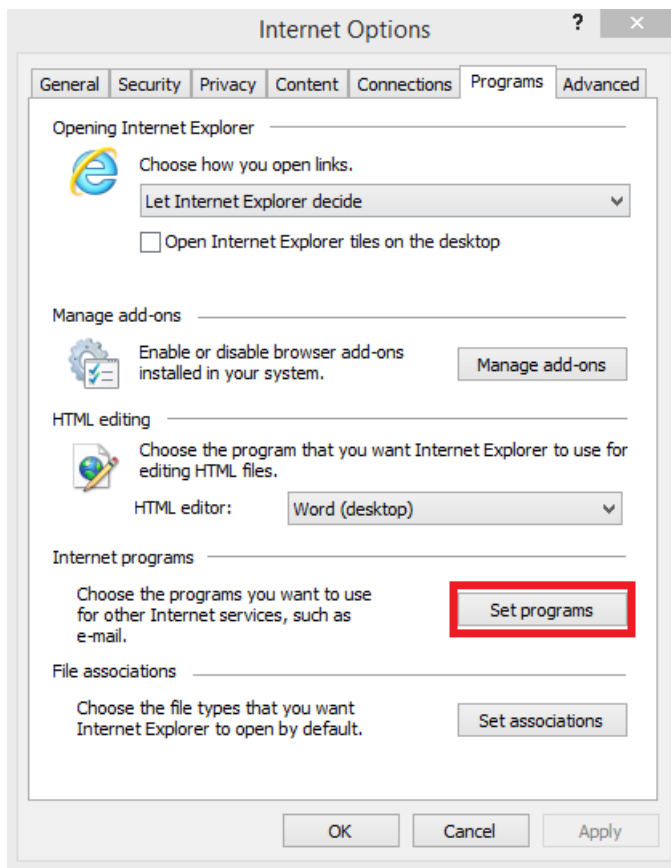 Internet Options
?
×
General Security Privacy Content Connections Programs Advanced
Opening Internet Explorer
Choose how you open links.
Let Internet Explorer decide
Open Internet Explorer tiles on the desktop
Manage add-ons
Enable or disable browser add-ons
installed in your system.
Manage add-ons
HTML editing
Choose the program that you want Internet Explorer to use for
editing HTML files.
HTML editor:
Word (desktop)
Internet programs
Choose the programs you want to use
for other Internet services, such as
e-mail.
Set programs
File associations
Choose the file types that you want
Internet Explorer to open by default.
Set associations
OK Cancel Apply